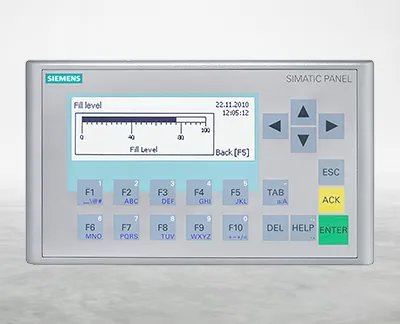 SIEMENS
SIMATIC PANEL
Fill level
22.11.2010
12:05:12
0 40 80 100
Fill Level
Back [F5]
ESC
F1 F2 F3 F4 F5 TAB ACK
ABC DEF GHI JKL a/A
F6 F7 F8 F9 F10 DEL HELP ENTER
MNO PQRS TUV WXYZ